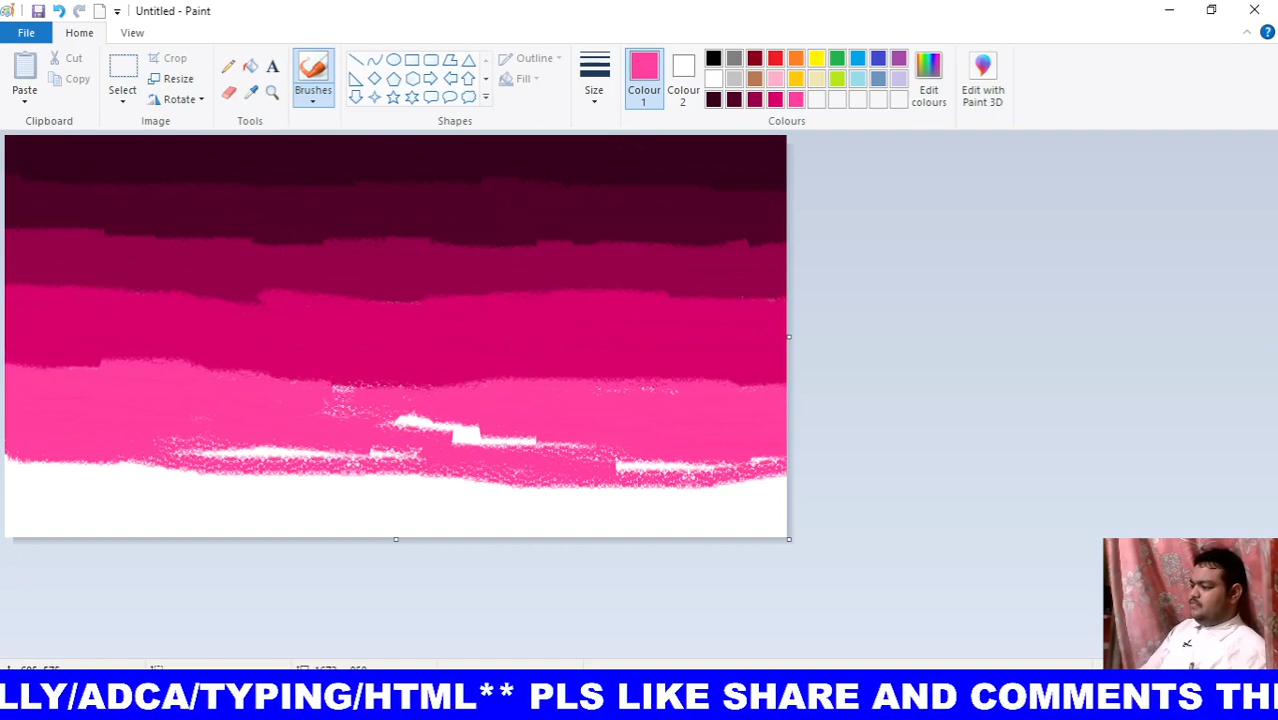 Untitled - Paint
File Home View
Paste
Cut
Copy
Clipboard
Select
Crop
Resize
Rotate
Image
Tools
Brushes
Outline
Fill
Shapes
Size
Colour 1
Colour 2
Colours
Edit colours
Edit with Paint 3D
LLY/ADCA/TYPING/HTML** PLS LIKE SHARE AND COMMENTS TH